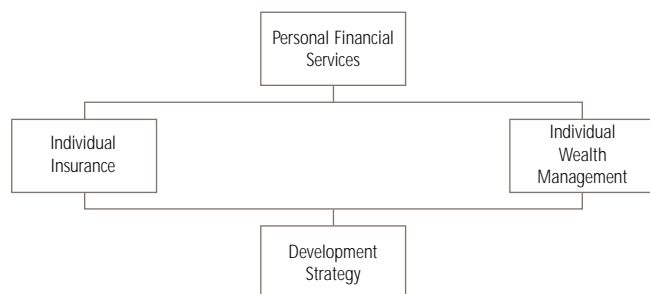 Personal Financial
Services
Individual
Insurance
Individual
Wealth
Management
Development
Strategy